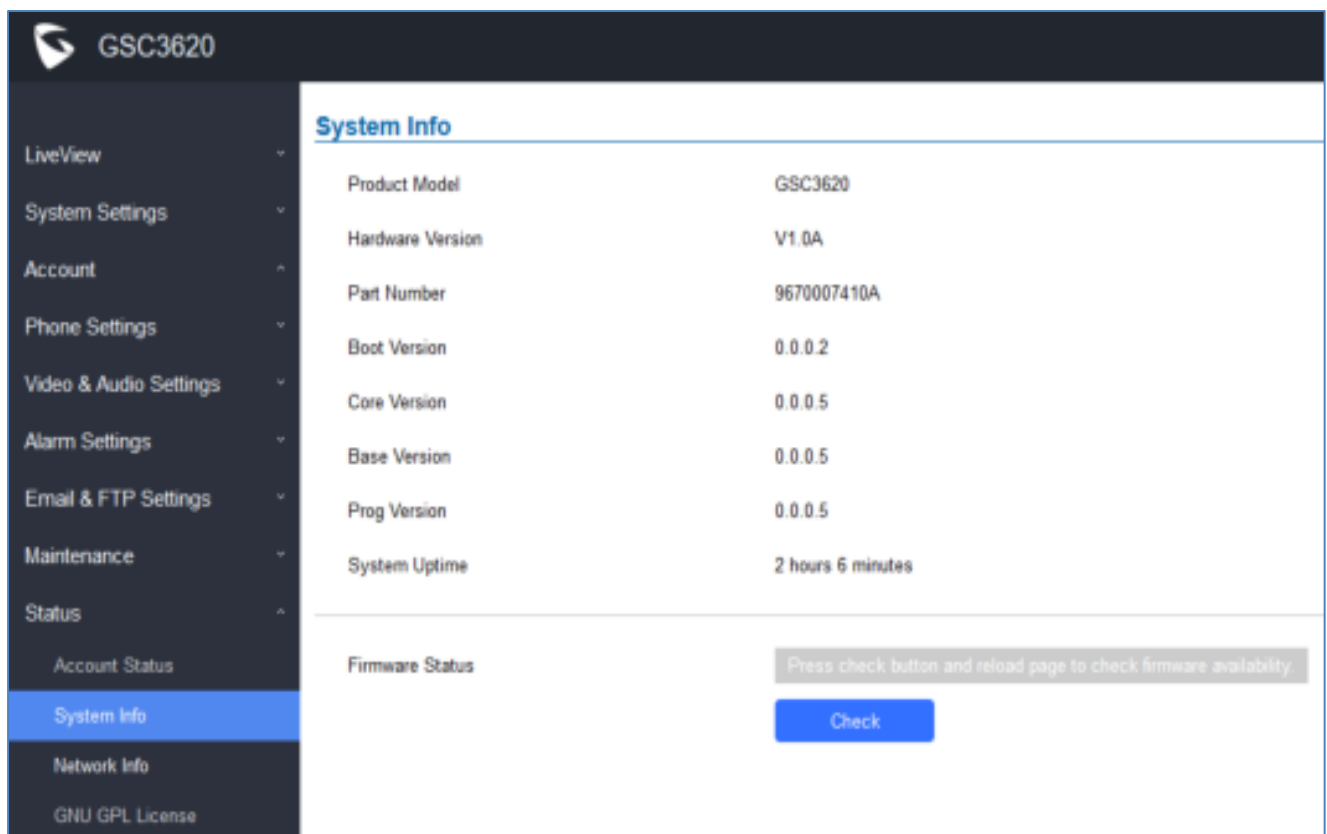 GSC3620
LiveView
System Settings
Account
Phone Settings
Video & Audio Settings
Alarm Settings
Email & FTP Settings
Maintenance
Status
Account Status
System Info
Network Info
GNU GPL License
System Info
Product Model GSC3620
Hardware Version V1.0A
Part Number 9670007410A
Boot Version 0.0.0.2
Core Version 0.0.0.5
Base Version 0.0.0.5
Prog Version 0.0.0.5
System Uptime 2 hours 6 minutes
Firmware Status Press check button and reload page to check firmware availability.
Check